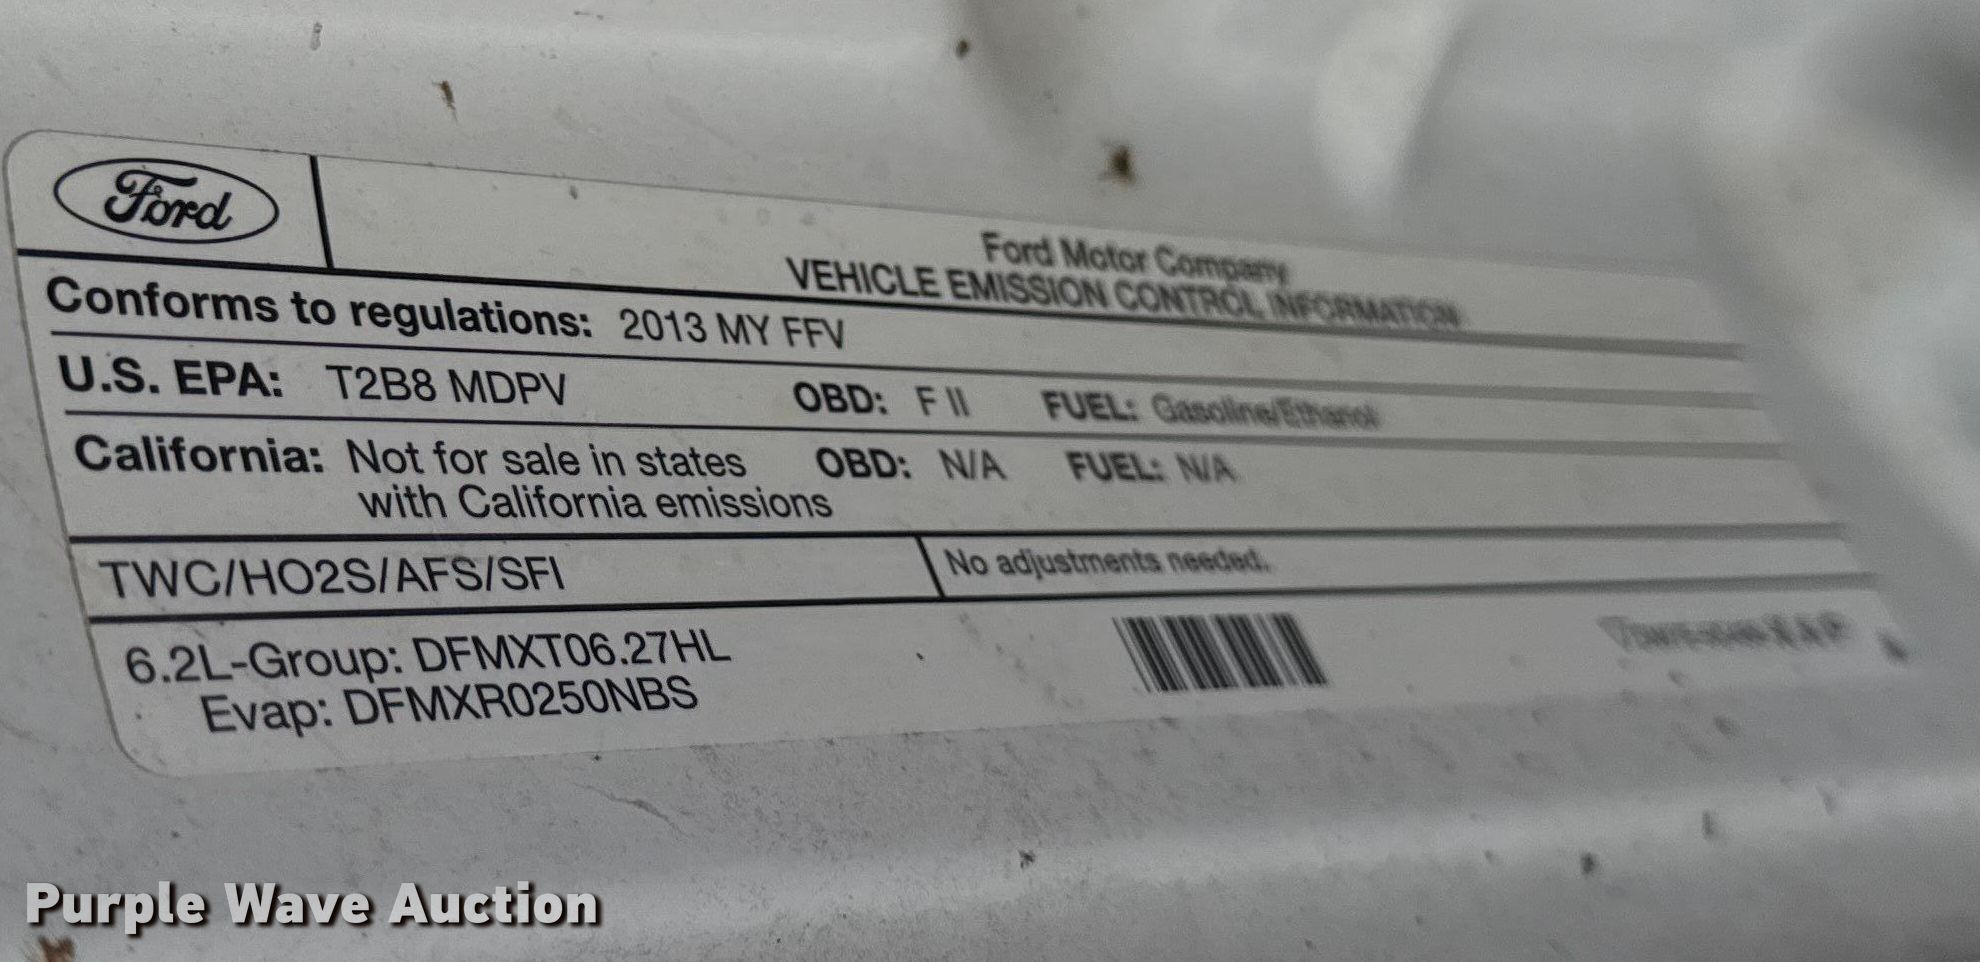 Ford
Ford Motor Company
VEHICLE EMISSION CONTROL INFORMATION
Conforms to regulations: 2013 MY FFV
U.S. EPA: T2B8 MDPV OBD: F II FUEL: Gasoline/Ethanol
California: Not for sale in states OBD: N/A FUEL: N/A
with California emissions
TWC/HO2S/AFS/SFI No adjustments needed.
6.2L-Group: DFMXT06.27HL
Evap: DFMXR0250NBS
Purple Wave Auction